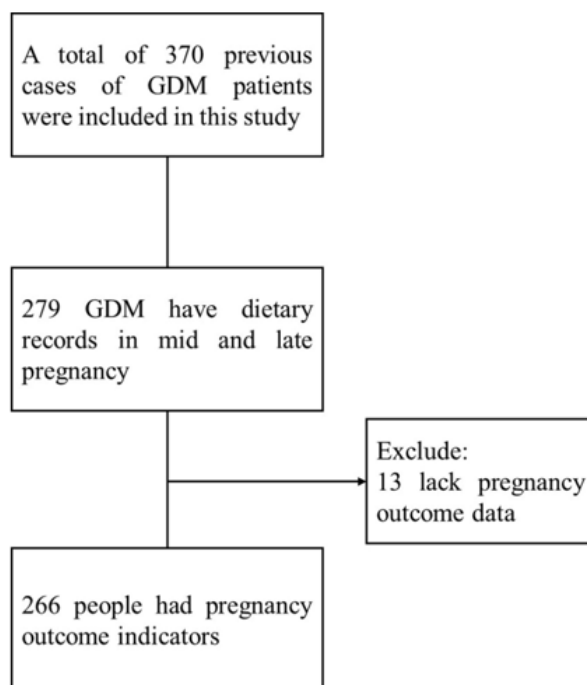 A total of 370 previous
cases of GDM patients
were included in this study
279 GDM have dietary
records in mid and late
pregnancy
Exclude:
13 lack pregnancy
outcome data
266 people had pregnancy
outcome indicators